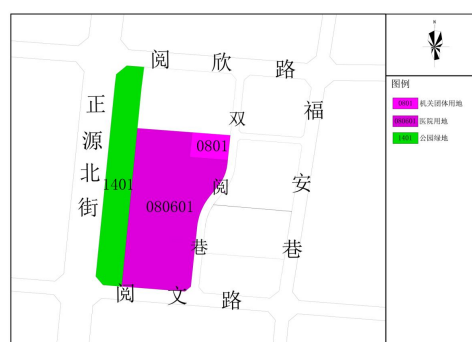 阅欣路
正源北街
双阅巷
福安巷
阅文路
0801
1401
080601
图例
0801 机关团体用地
080601 医院用地
1401 公园绿地